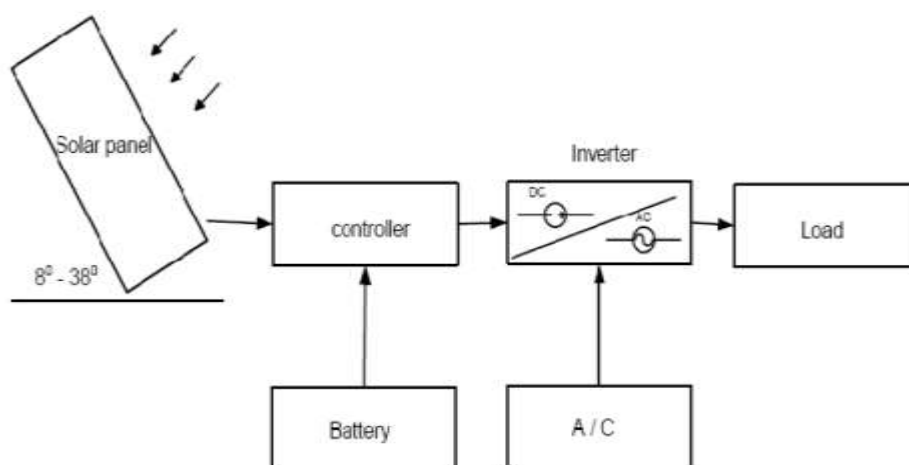 Solar panel
8⁰ - 38⁰
controller
Inverter
DC
AC
Load
Battery
A / C